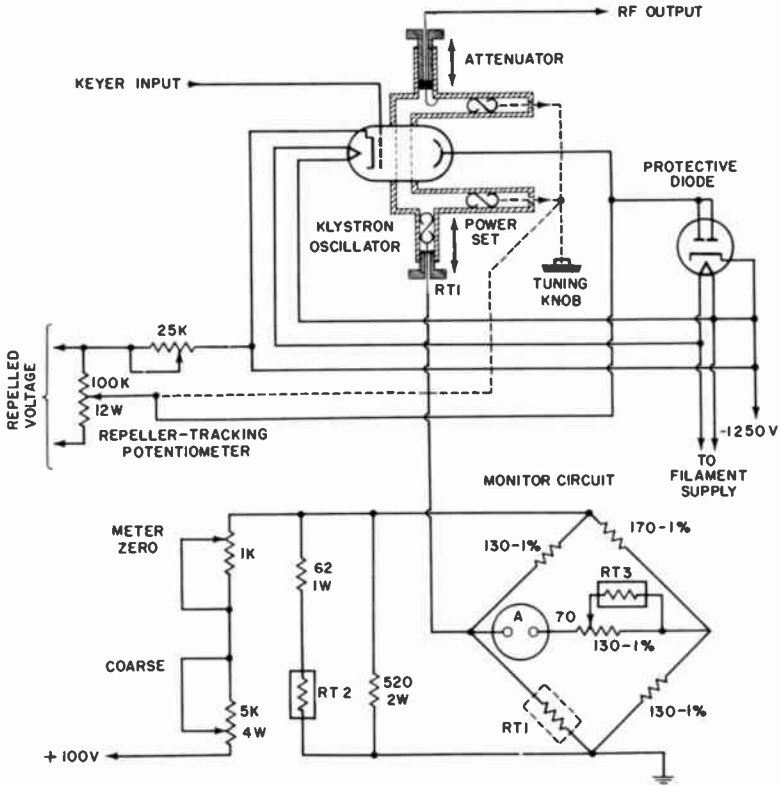 RF OUTPUT
ATTENUATOR
KEYER INPUT
PROTECTIVE
DIODE
KLYSTRON
OSCILLATOR
POWER
SET
RT1
TUNING
KNOB
25K
REPELLED
VOLTAGE
100K
12W
REPELLER-TRACKING
POTENTIOMETER
-1250V
TO
FILAMENT
SUPPLY
MONITOR CIRCUIT
METER
ZERO
1K
62
1W
130-1%
170-1%
RT3
A
70
130-1%
COARSE
5K
4W
RT2
520
2W
RT1
130-1%
+100V